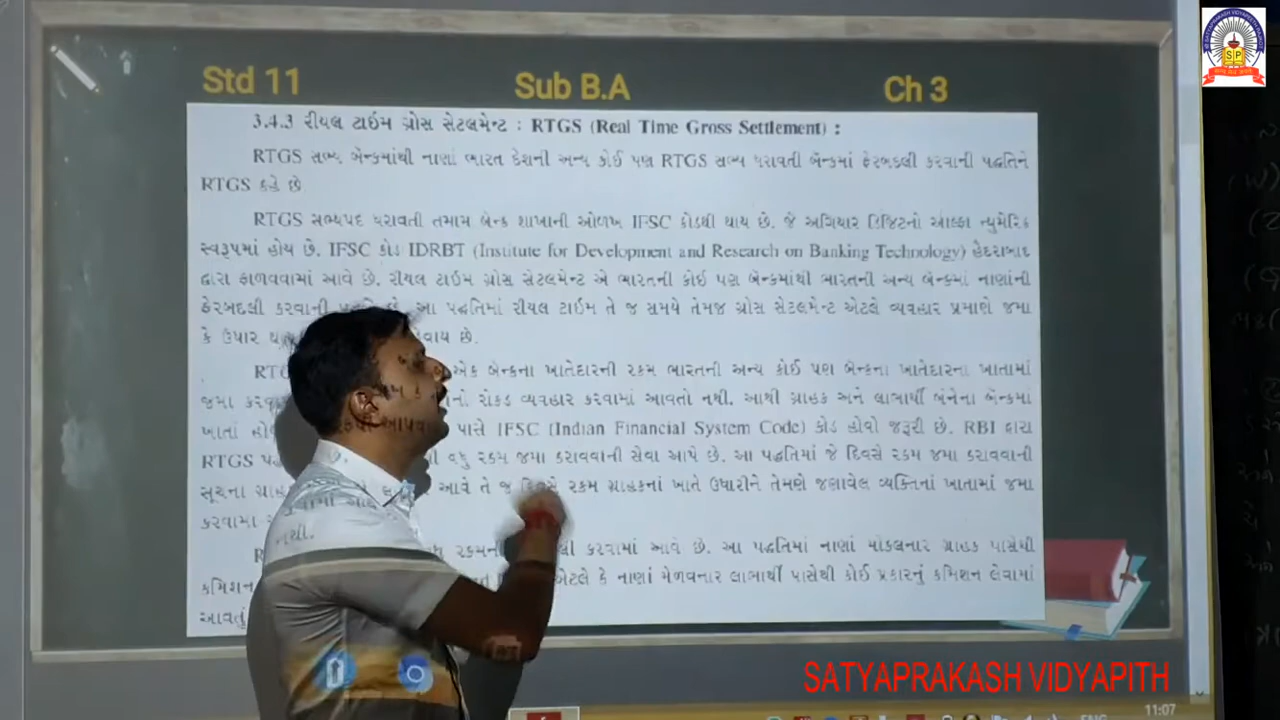 Std 11 Sub B.A Ch 3
3.4.3 રીયલ ટાઈમ ગ્રોસ સેટલમેન્ટ : RTGS (Real Time Gross Settlement) :
RTGS સભ્ય બૅન્કમાંથી નાણાં ભારત દેશની અન્ય કોઈ પણ RTGS સભ્ય ધરાવતી બૅન્કમાં ફેરબદલી કરવાની પદ્ધતિને
RTGS કહે છે
RTGS સભ્યપદ ધરાવતી તમામ બૅન્ક શાખાની ઓળખ IFSC કોડથી થાય છે. જે અગિયાર ડિજિટનો આલ્ફા ન્યુમેરિક
સ્વરૂપમાં હોય છે. IFSC કોડ IDRBT (Institute for Development and Research on Banking Technology) હૈદરાબાદ
દ્વારા ફાળવવામાં આવે છે. રીયલ ટાઈમ ગ્રોસ સેટલમેન્ટ એ ભારતની કોઈ પણ બૅન્કમાંથી ભારતની અન્ય બૅન્કમાં નાણાંની
ફેરબદલી કરવાની છે. આ પદ્ધતિમાં રીયલ ટાઈમ તે જ સમયે તેમજ ગ્રોસ સેટલમેન્ટ એટલે વ્યવહાર પ્રમાણે જમા
કે ઉધાર છે.
એક બૅન્કના ખાતેદારની રકમ ભારતની અન્ય કોઈ પણ બૅન્કના ખાતેદારના ખાતામાં
જમા રોકડ વ્યવહાર કરવામાં આવતો નથી. આથી ગ્રાહક અને લાભાર્થી બંનેના બૅન્કમાં
ખાતાં પાસે IFSC (Indian Financial System Code) કોડ હોવો જરૂરી છે. RBI દ્વારા
RTGS વધુ રકમ જમા કરાવવાની સેવા આપે છે. આ પદ્ધતિમાં જે દિવસે રકમ જમા કરાવવાની
સૂચના આવે તે જ દિવસે રકમ ગ્રાહકનાં ખાતે ઉધારીને તેમણે જણાવેલ વ્યક્તિનાં ખાતામાં જમા
કરવામા
નથી.
રકમની કરવામાં આવે છે. આ પદ્ધતિમાં નાણાં મોકલનાર ગ્રાહક પાસેથી
કમિશન એટલે કે નાણાં મેળવનાર લાભાર્થી પાસેથી કોઈ પ્રકારનું કમિશન લેવામાં
આવતું
SATYAPRAKASH VIDYAPITH
11:07
ENG